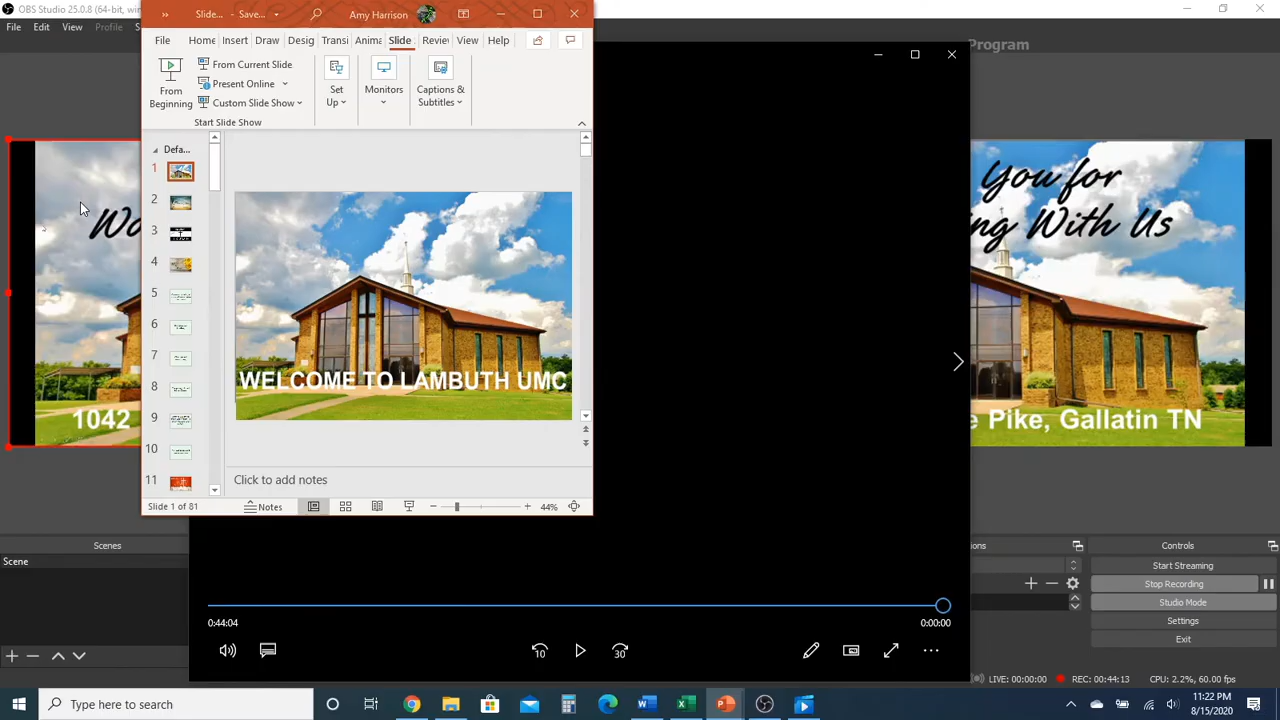 OBS Studio 25.0.8 (64-bit, win
File Edit View Profile
Slide... - Save...
Amy Harrison
File Home Insert Draw Desig Transi Anima Slide Revie View Help
From Beginning
From Current Slide
Present Online
Custom Slide Show
Set Up
Monitors
Captions & Subtitles
Start Slide Show
Defa...
1
2
3
4
5
6
7
8
9
10
11
WELCOME TO LAMBUTH UMC
Click to add notes
Slide 1 of 81
Notes
44%
Wo
1042
Program
You for
ng With Us
e Pike, Gallatin TN
0:44:04
0:00:00
10
30
Scenes
Scene
ons
Controls
Start Streaming
Stop Recording
Studio Mode
Settings
Exit
LIVE: 00:00:00 REC: 00:44:13 CPU: 2.2%, 60.00 fps
Type here to search
11:22 PM
8/15/2020